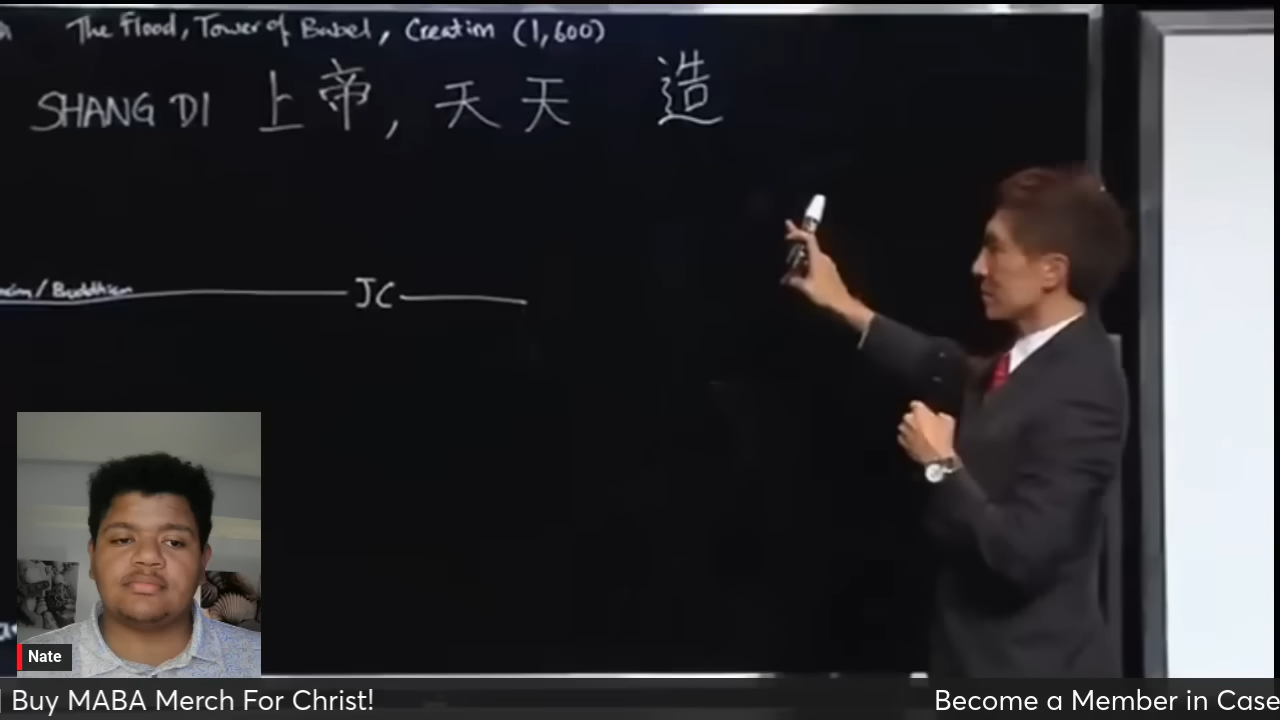 The Flood, Tower of Babel, Creation (1,600)
SHANG DI 上帝, 天天 造
/ Buddhism
JC
Nate
Buy MABA Merch For Christ!
Become a Member in Case